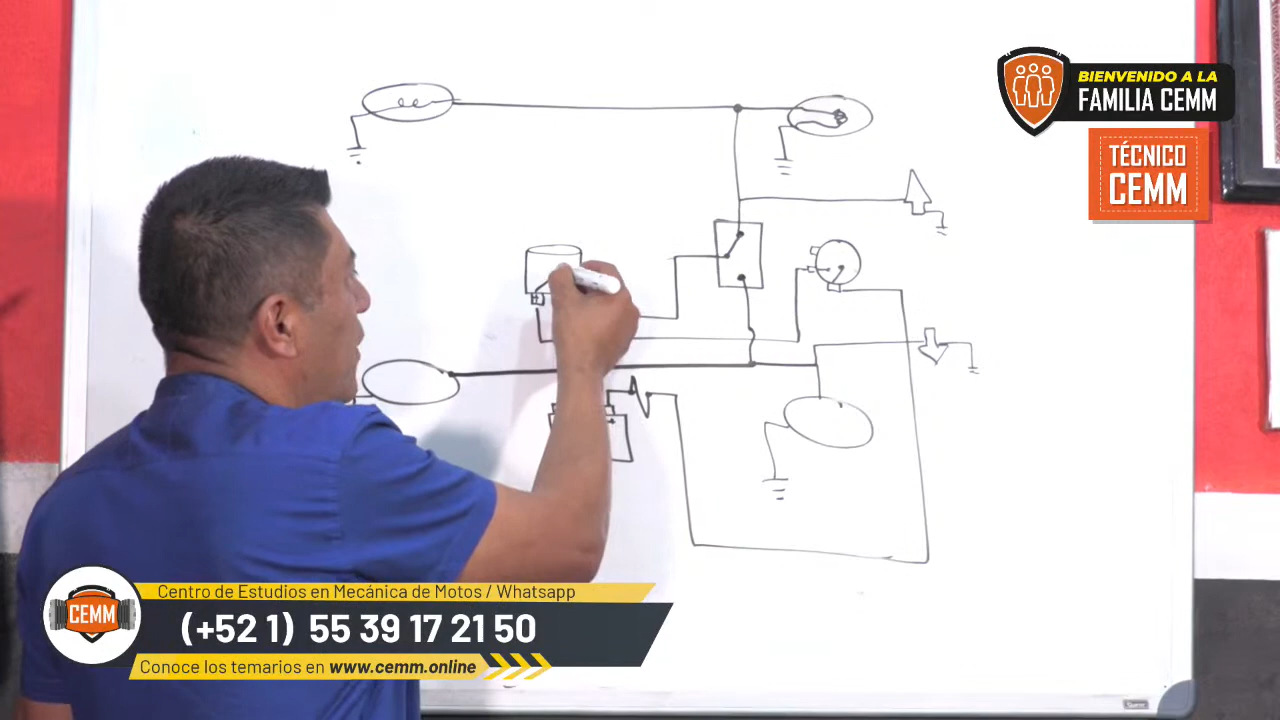 BIENVENIDO A LA
FAMILIA CEMM
TÉCNICO
CEMM
Centro de Estudios en Mecánica de Motos / Whatsapp
CEMM
(+52 1) 55 39 17 21 50
Conoce los temarios en www.cemm.online